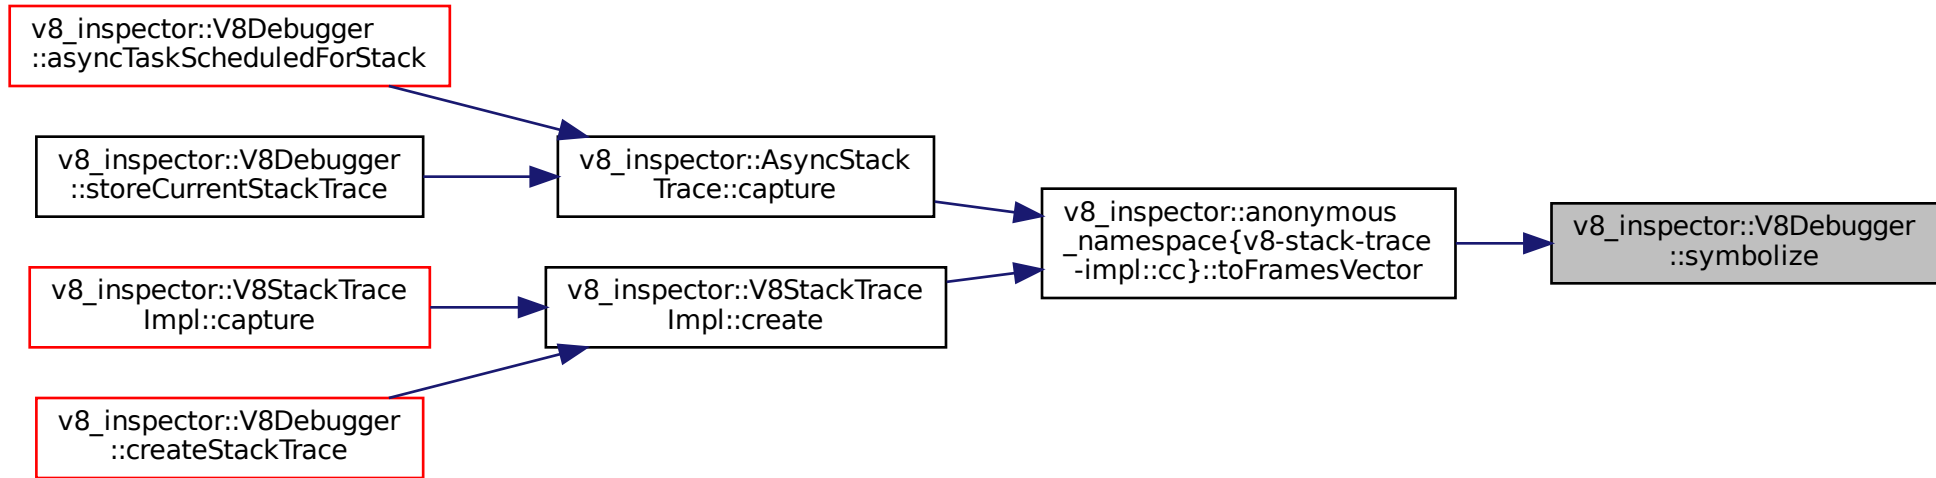 v8_inspector::V8Debugger
::asyncTaskScheduledForStack
v8_inspector::V8Debugger
::storeCurrentStackTrace
v8_inspector::V8StackTrace
Impl::capture
v8_inspector::V8Debugger
::createStackTrace
v8_inspector::AsyncStack
Trace::capture
v8_inspector::V8StackTrace
Impl::create
v8_inspector::anonymous
_namespace{v8-stack-trace
-impl::cc}::toFramesVector
v8_inspector::V8Debugger
::symbolize